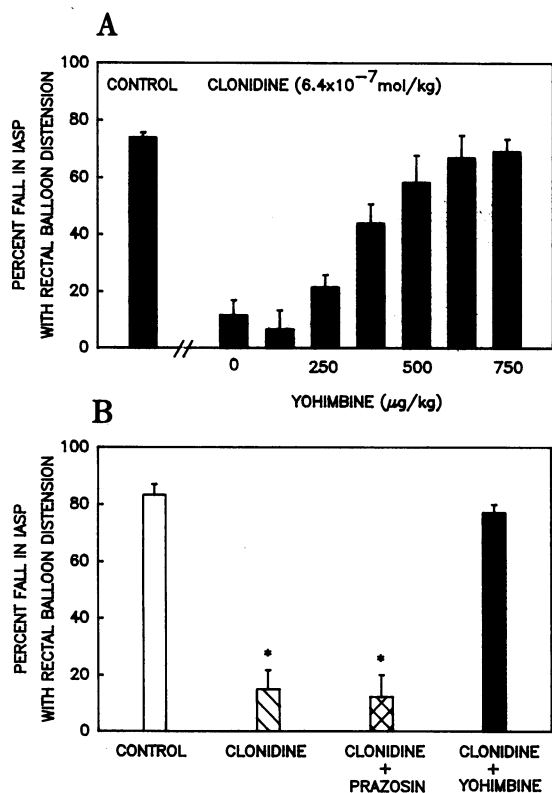 A
PERCENT FALL IN IASP
WITH RECTAL BALLOON DISTENSION
100
80
60
40
20
0
CONTROL CLONIDINE (6.4x10⁻⁷mol/kg)
0 250 500 750
YOHIMBINE (µg/kg)
B
PERCENT FALL IN IASP
WITH RECTAL BALLOON DISTENSION
100
80
60
40
20
0
* *
CONTROL CLONIDINE CLONIDINE CLONIDINE
+ +
PRAZOSIN YOHIMBINE